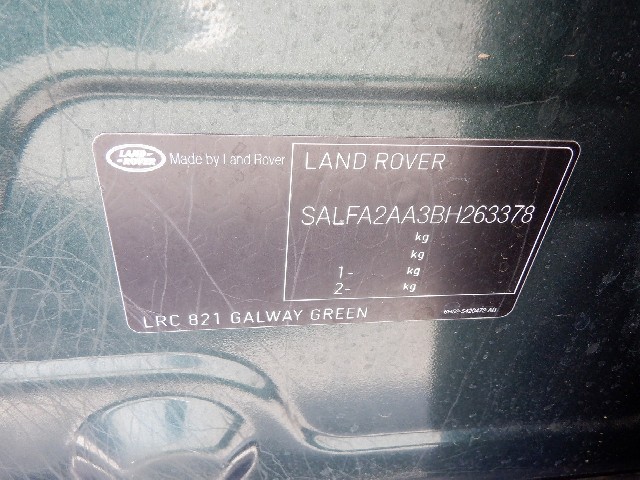 LAND ROVER Made by Land Rover
LAND ROVER
SALFA2AA3BH263378
kg
kg
1- kg
2- kg
LRC 821 GALWAY GREEN